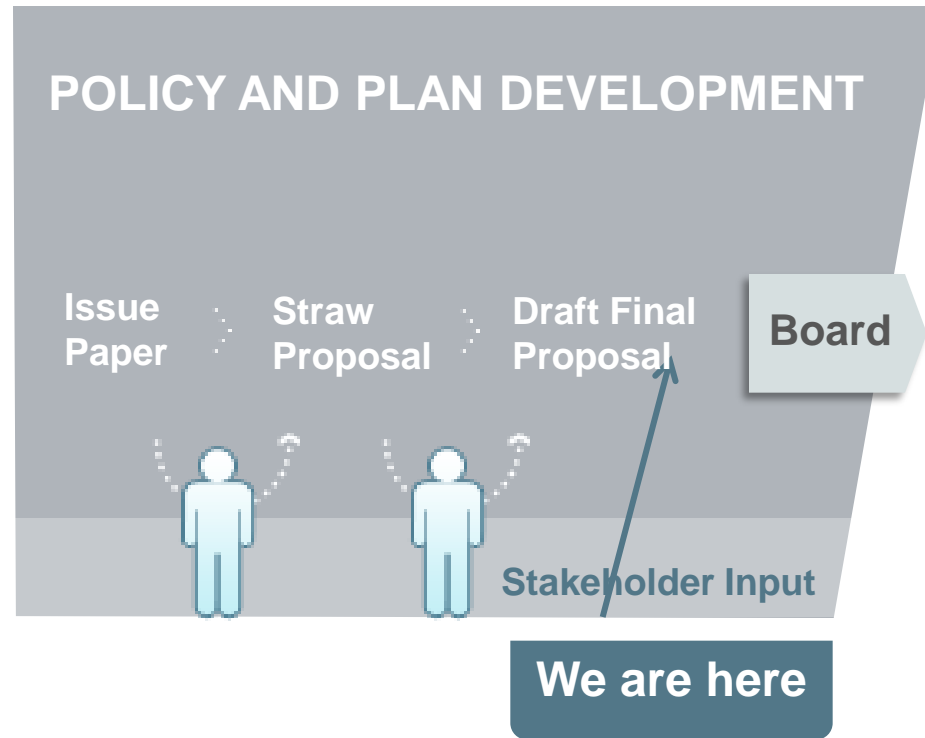 POLICY AND PLAN DEVELOPMENT
Issue
Paper
Straw
Proposal
Draft Final
Proposal
Board
Stakeholder Input
We are here